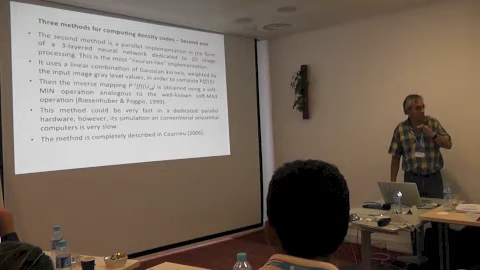 Three methods for computing density codes – Second one
• The second method is a parallel implementation in the form
of a 3-layered neural network dedicated to 2D image
processing. This is the most "neuron-like" implementation.
• It uses a linear combination of Gaussian kernels, weighted by
the input image gray level values, in order to compute
• Then the inverse mapping is obtained using a soft-
MIN operation analogous to the well-known soft-MAX
operation (Riesenhuber & Poggio, 1999).
• This method could be very fast in a dedicated parallel
hardware, however, its simulation on conventional sequential
computers is very slow.
• The method is completely described in Courrieu (2006).